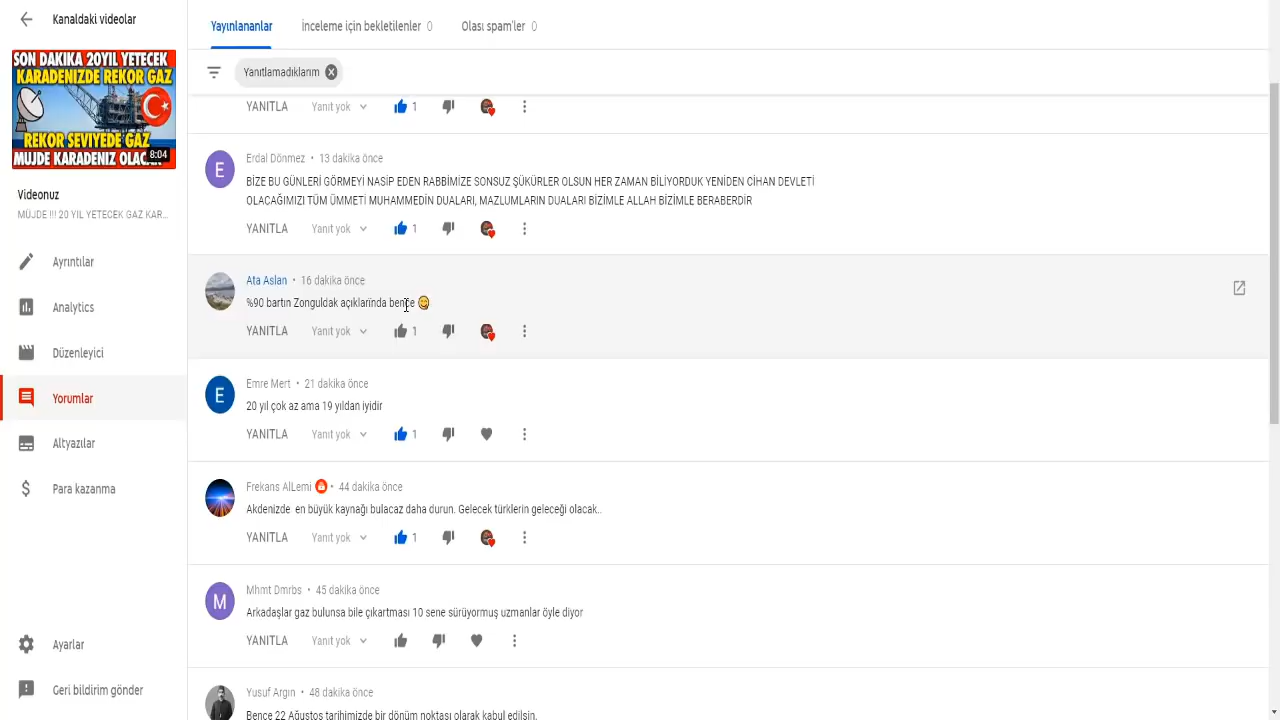 Kanaldaki videolar
SON DAKIKA 20YIL YETECEK
KARADENIZDE REKOR GAZ
REKOR SEVIYEDE GAZ
MUJDE KARADENIZ OLACA
8:04
Videonuz
MÜJDE !!! 20 YIL YETECEK GAZ KAR...
Ayrıntılar
Analytics
Düzenleyici
Yorumlar
Altyazılar
Para kazanma
Ayarlar
Geri bildirim gönder
Yayınlananlar İnceleme için bekletilenler 0 Olası spam'ler 0
Yanıtlamadıklarım
YANITLA Yanıt yok 1
E
Erdal Dönmez • 13 dakika önce
BİZE BU GÜNLERİ GÖRMEYİ NASİP EDEN RABBİMİZE SONSUZ ŞÜKÜRLER OLSUN HER ZAMAN BİLİYORDUK YENİDEN CİHAN DEVLETİ
OLACAĞIMIZI TÜM ÜMMETİ MUHAMMEDİN DUALARI, MAZLUMLARIN DUALARI BİZİMLE ALLAH BİZİMLE BERABERDİR
YANITLA Yanıt yok 1
Ata Aslan • 16 dakika önce
%90 bartın Zonguldak açıklarında bence 😋
YANITLA Yanıt yok 1
E
Emre Mert • 21 dakika önce
20 yıl çok az ama 19 yıldan iyidir
YANITLA Yanıt yok 1
Frekans AlLemi • 44 dakika önce
Akdenizde en büyük kaynağı bulacaz daha durun. Gelecek türklerin geleceği olacak..
YANITLA Yanıt yok 1
M
Mhmt Dmrbs • 45 dakika önce
Arkadaşlar gaz bulunsa bile çıkartması 10 sene sürüyormuş uzmanlar öyle diyor
YANITLA Yanıt yok
Yusuf Argın • 48 dakika önce
Bence 22 Ağustos tarihimizde bir dönüm noktası olarak kabul edilsin.